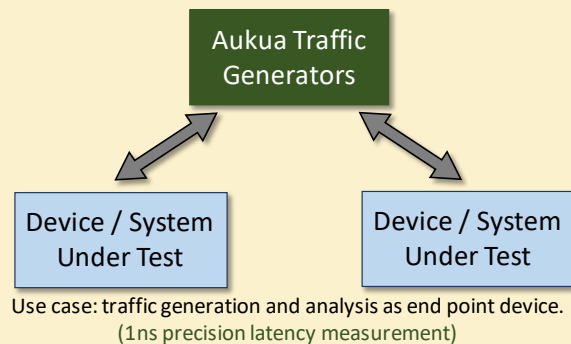 Aukua Traffic
Generators
Device / System
Under Test
Device / System
Under Test
Use case: traffic generation and analysis as end point device.
(1ns precision latency measurement)